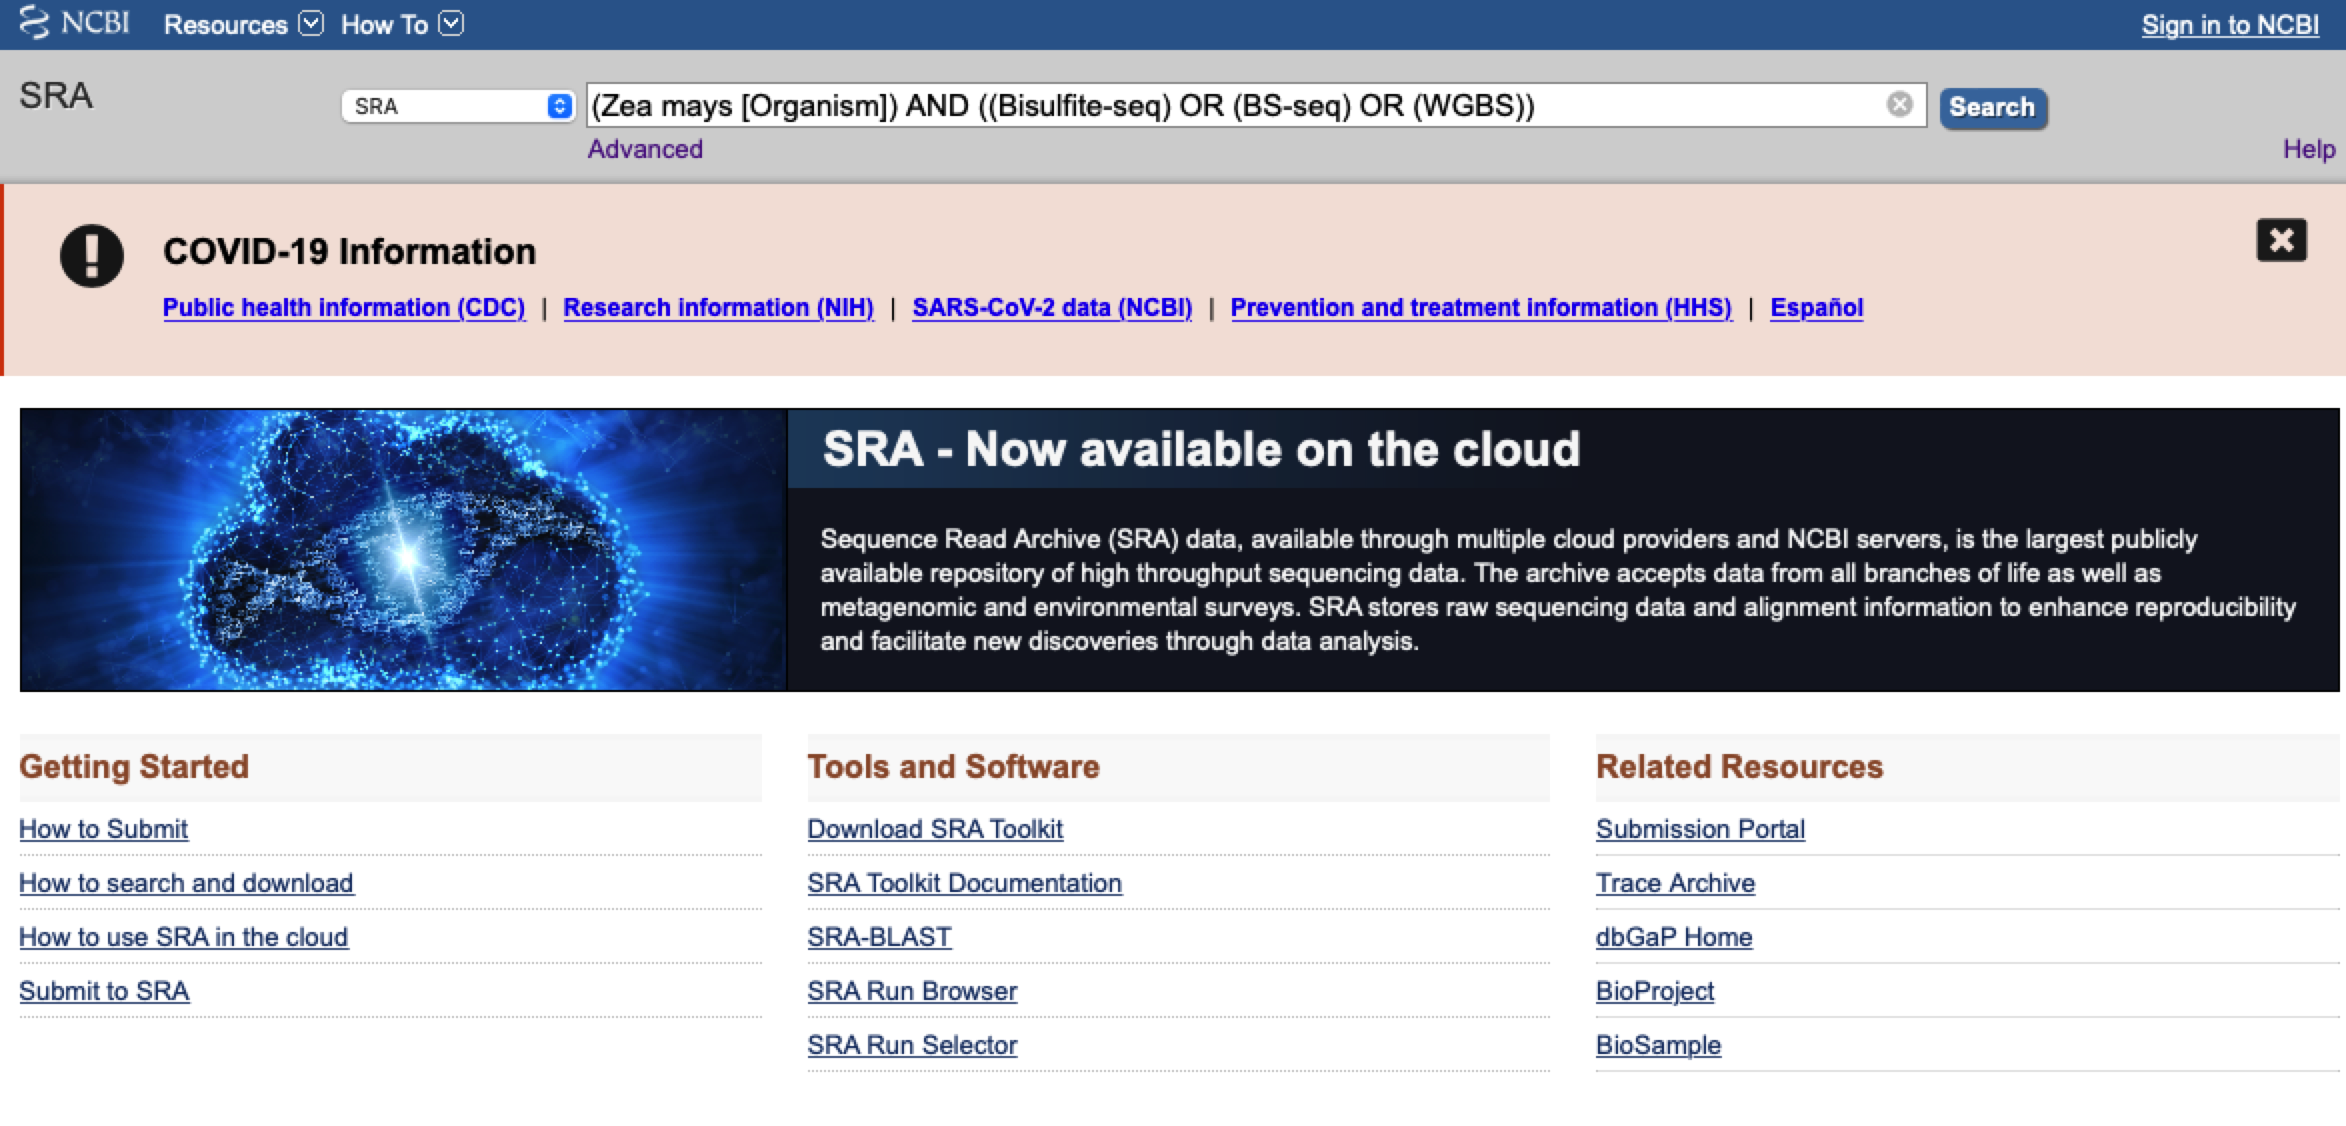 NCBI Resources How To Sign in to NCBI
SRA SRA (Zea mays [Organism]) AND ((Bisulfite-seq) OR (BS-seq) OR (WGBS)) Search
Advanced Help
COVID-19 Information
Public health information (CDC) | Research information (NIH) | SARS-CoV-2 data (NCBI) | Prevention and treatment information (HHS) | Español
SRA - Now available on the cloud
Sequence Read Archive (SRA) data, available through multiple cloud providers and NCBI servers, is the largest publicly
available repository of high throughput sequencing data. The archive accepts data from all branches of life as well as
metagenomic and environmental surveys. SRA stores raw sequencing data and alignment information to enhance reproducibility
and facilitate new discoveries through data analysis.
Getting Started
How to Submit
How to search and download
How to use SRA in the cloud
Submit to SRA
Tools and Software
Download SRA Toolkit
SRA Toolkit Documentation
SRA-BLAST
SRA Run Browser
SRA Run Selector
Related Resources
Submission Portal
Trace Archive
dbGaP Home
BioProject
BioSample